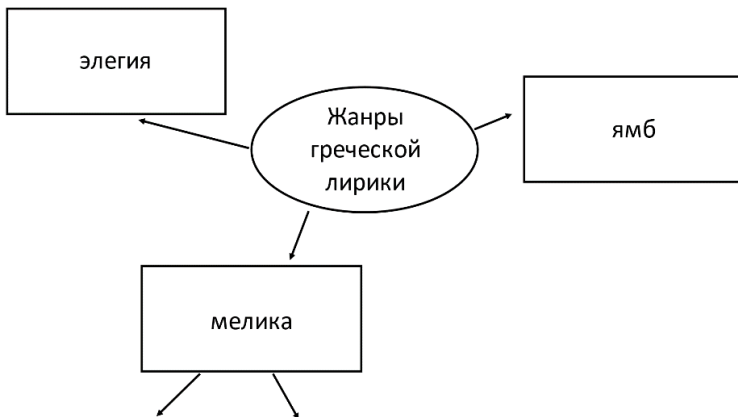 элегия
Жанры
греческой
лирики
ямб
мелика